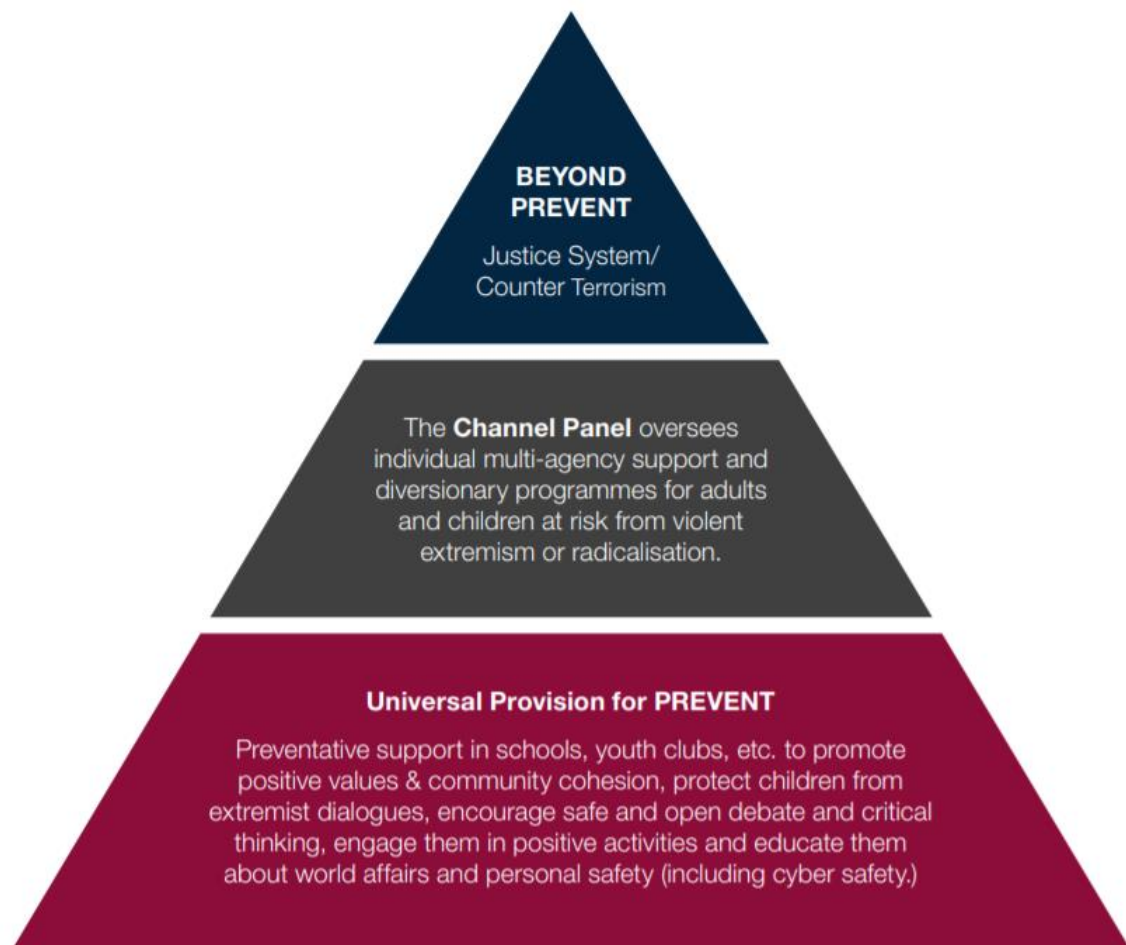 BEYOND
PREVENT
Justice System/
Counter Terrorism
The Channel Panel oversees
individual multi-agency support and
diversionary programmes for adults
and children at risk from violent
extremism or radicalisation.
Universal Provision for PREVENT
Preventative support in schools, youth clubs, etc. to promote
positive values & community cohesion, protect children from
extremist dialogues, encourage safe and open debate and critical
thinking, engage them in positive activities and educate them
about world affairs and personal safety (including cyber safety.)